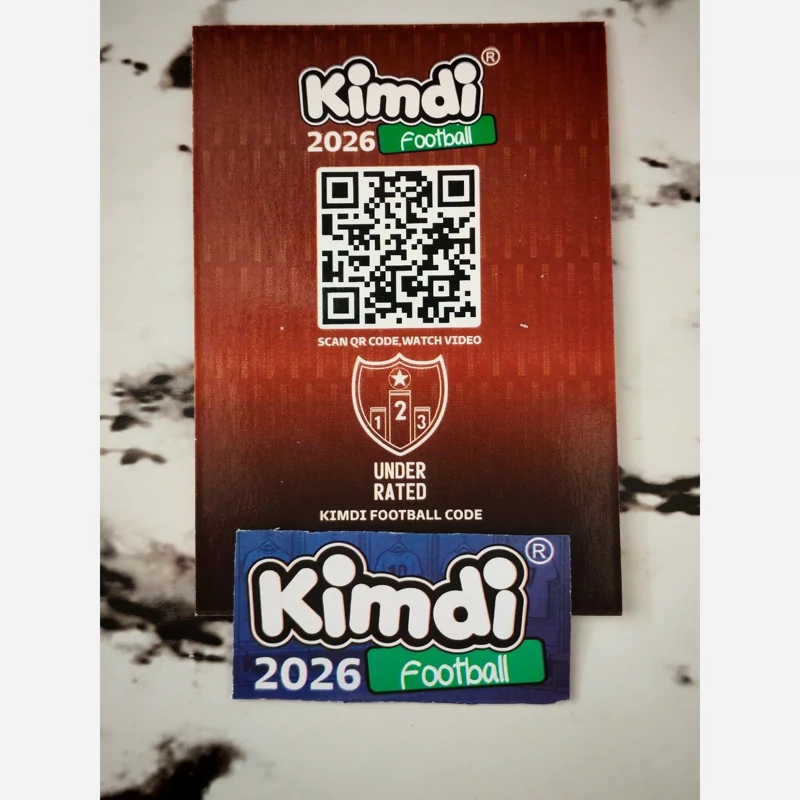 Kimdi®
2026 Football
SCAN QR CODE,WATCH VIDEO
1 2 3
UNDER
RATED
KIMDI FOOTBALL CODE
10
Kimdi®
2026 Football